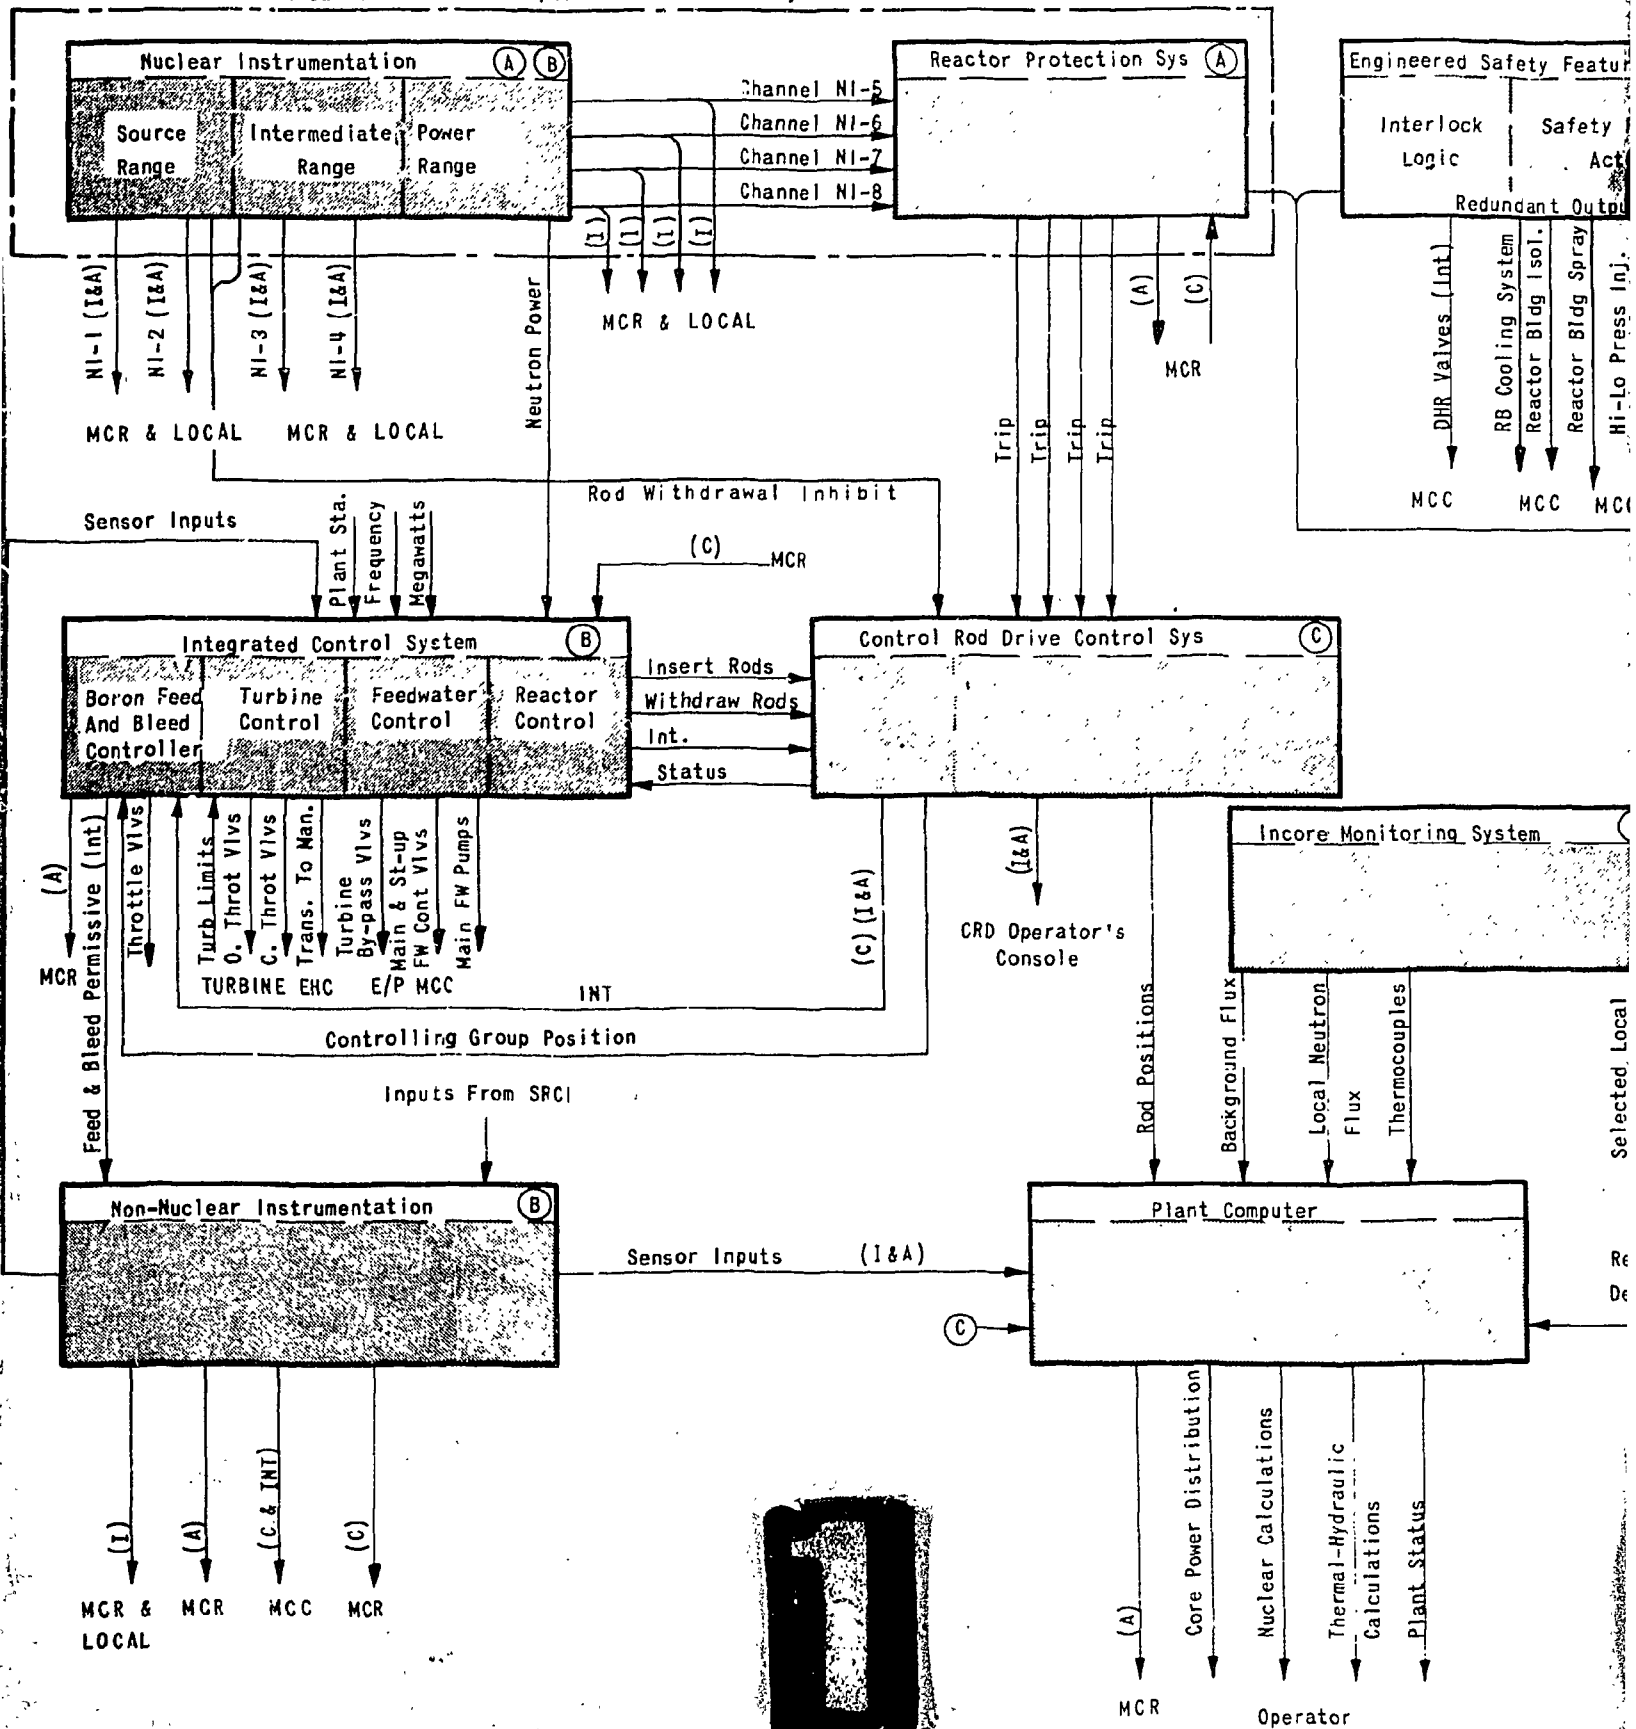 Nuclear Instrumentation
A
B
Source
Range
Intermediate
Range
Power
Range
Channel NI-5
Channel NI-6
Channel NI-7
Channel NI-8
(I)
(I)
(I)
(I)
MCR & LOCAL
Reactor Protection Sys
A
(A)
(C)
MCR
Trip
Trip
Trip
Trip
Engineered Safety
Interlock
Logic
Safety
Redundant
DHR Valves (Int)
RB Cooling System
Reactor Bldg Isol.
Reactor Bldg Spray
Hi-Lo Press Inj.
MCC
MCC
NI-1 (I&A)
NI-2 (I&A)
NI-3 (I&A)
NI-4 (I&A)
MCR & LOCAL
MCR & LOCAL
Neutron Power
Rod Withdrawal Inhibit
Sensor Inputs
Plant Sta.
Frequency
Megawatts
(C)
MCR
Integrated Control System
B
Boron Feed
And Bleed
Controller
Turbine
Control
Feedwater
Control
Reactor
Control
Insert Rods
Withdraw Rods
Int.
Status
Control Rod Drive Control Sys
C
(A)
MCR
Feed & Bleed Permissive (Int)
Throttle Vlvs
Turb Limits
O. Throt Vlvs
C. Throt Vlvs
Trans. To Man.
Turbine
By-pass Vlvs
Main & St-up
FW Cont Vlvs
Main FW Pumps
TURBINE EHC
E/P MCC
INT
(C) (I&A)
Controlling Group Position
(I&A)
CRD Operator's
Console
Rod Positions
Incore Monitoring System
Background Flux
Local Neutron
Flux
Thermocouples
Selected Local
Inputs From SRCI
Non-Nuclear Instrumentation
B
Sensor Inputs (I&A)
C
Plant Computer
(I)
(A)
(C & INT)
(C)
MCR &
LOCAL
MCR
MCC
MCR
(A)
Core Power Distribution
Nuclear Calculations
Thermal-Hydraulic
Calculations
Plant Status
MCR
Operator